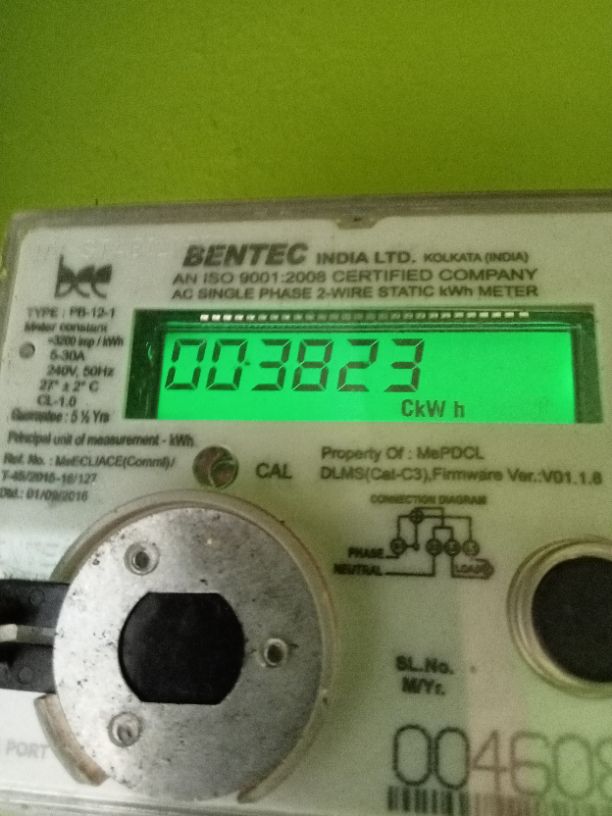 bee
BENTEC INDIA LTD. KOLKATA (INDIA)
AN ISO 9001:2008 CERTIFIED COMPANY
AC SINGLE PHASE 2-WIRE STATIC kWh METER
TYPE : PB-12-1
Meter constant
=3200 imp / kWh
5-30A
240V, 50Hz
27° ± 2° C
CL-1.0
Guarantee : 5 ½ Yrs
003823
CkW h
Principal unit of measurement - kWh
Ref. No. : MeECL/ACE(Comml)/
T-45/2015-16/127
Dtd.: 01/09/2016
CAL
Property Of : MePDCL
DLMS(Cat-C3),Firmware Ver.:V01.1.8
CONNECTION DIAGRAM
PHASE
NEUTRAL
LOAD
SL.No.
M/Yr.
PORT
004608